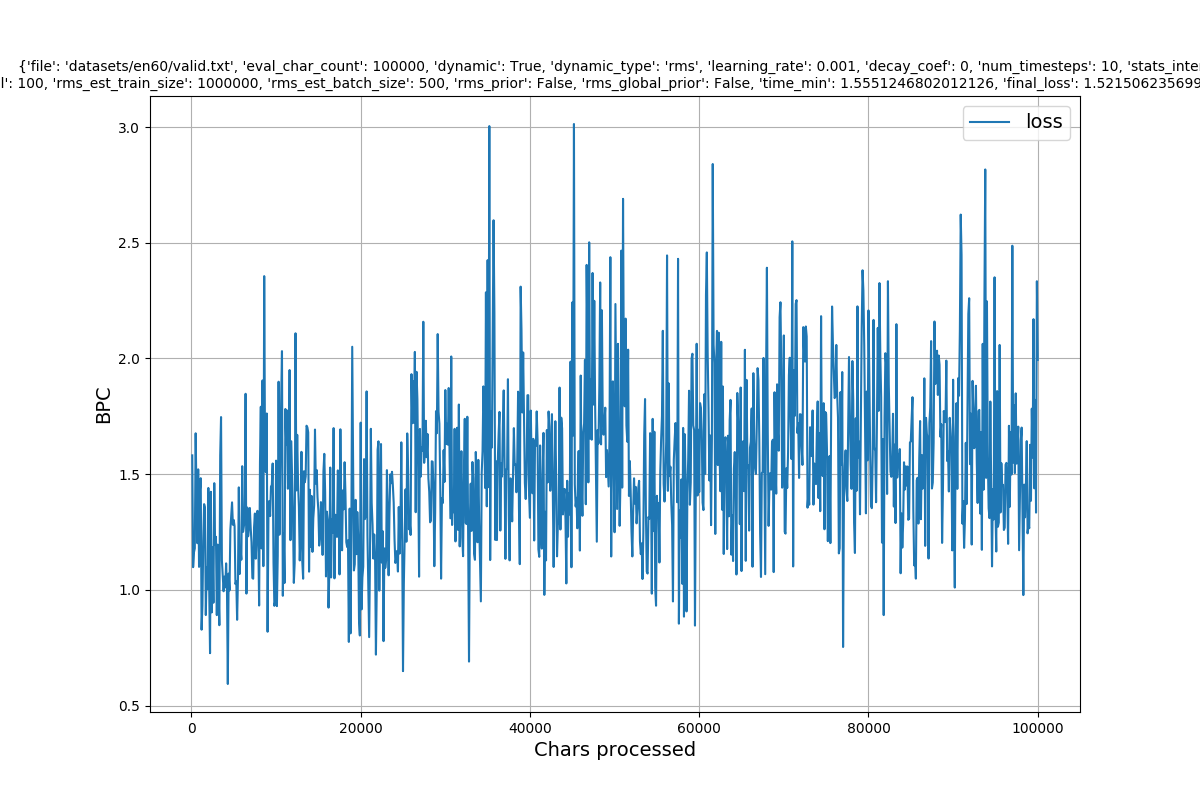 {'file': 'datasets/en60/valid.txt', 'eval_char_count': 100000, 'dynamic': True, 'dynamic_type': 'rms', 'learning_rate': 0.001, 'decay_coef': 0, 'num_timesteps': 10, 'stats_inter
l': 100, 'rms_est_train_size': 1000000, 'rms_est_batch_size': 500, 'rms_prior': False, 'rms_global_prior': False, 'time_min': 1.5551246802012126, 'final_loss': 1.521506235699
loss
3.0
2.5
2.0
1.5
1.0
0.5
BPC
0 20000 40000 60000 80000 100000
Chars processed